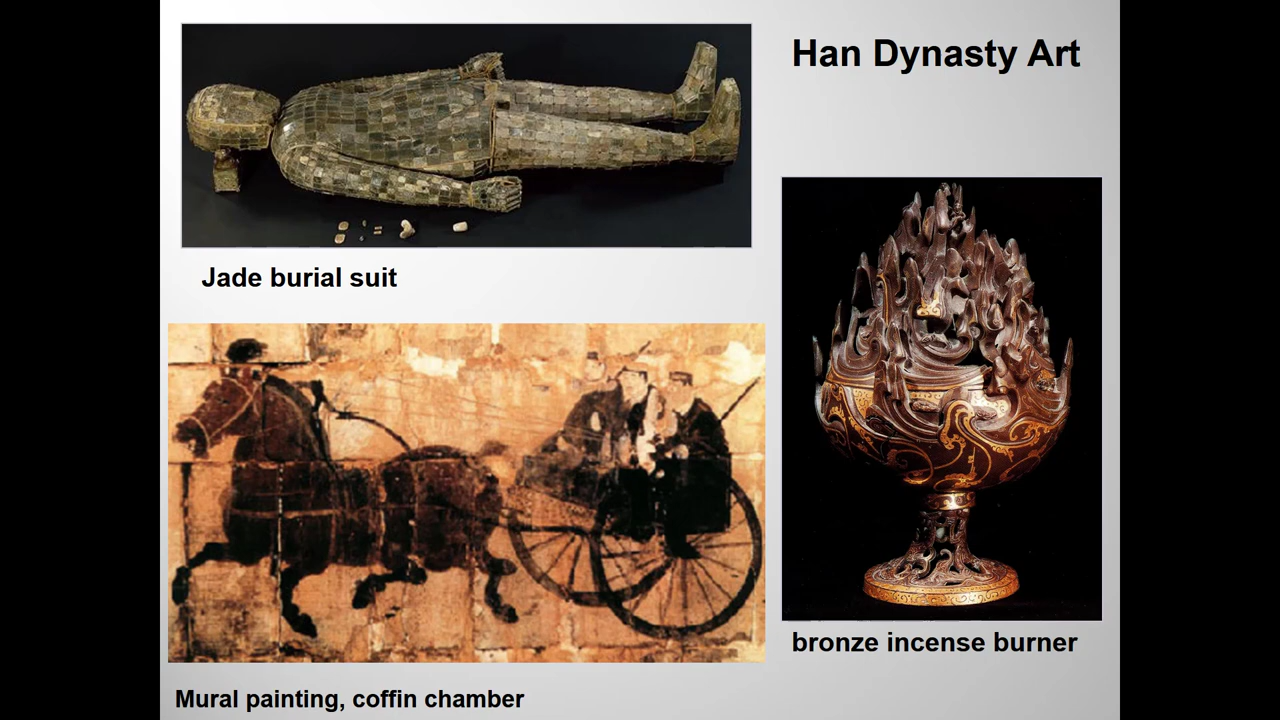 Han Dynasty Art
Jade burial suit
bronze incense burner
Mural painting, coffin chamber